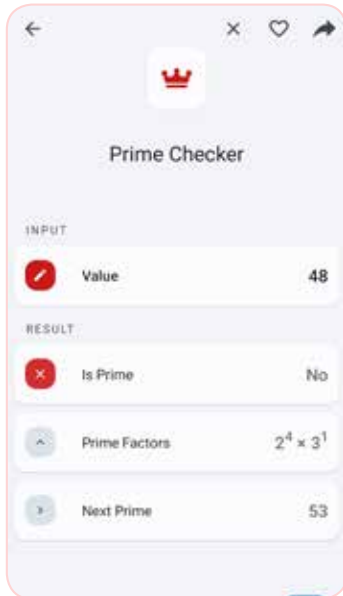 Prime Checker
INPUT
Value 48
RESULT
Is Prime No
Prime Factors 2⁴ × 3¹
Next Prime 53